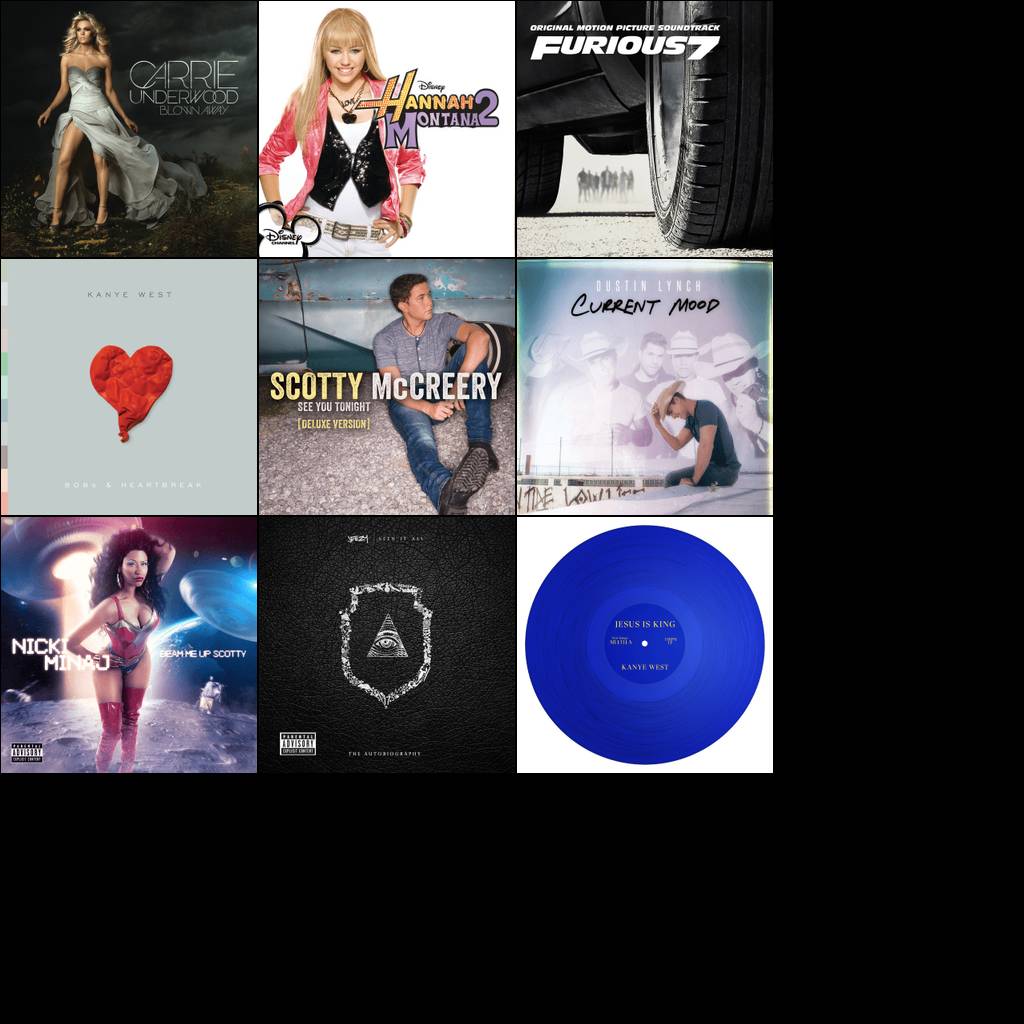 CARRIE
UNDERWOOD
BLOWN AWAY
Disney
HANNAH
MONTANA 2
LOVE
Disney
CHANNEL
ORIGINAL MOTION PICTURE SOUNDTRACK
FURIOUS 7
KANYE WEST
808s & HEARTBREAK
SCOTTY McCREERY
SEE YOU TONIGHT
[DELUXE VERSION]
DUSTIN LYNCH
CURRENT MOOD
NICKI
MINAJ
BEAM ME UP SCOTTY
PARENTAL
ADVISORY
EXPLICIT CONTENT
JEEZY | SEEN IT ALL
PARENTAL
ADVISORY
EXPLICIT CONTENT
THE AUTOBIOGRAPHY
JESUS IS KING
KANYE WEST